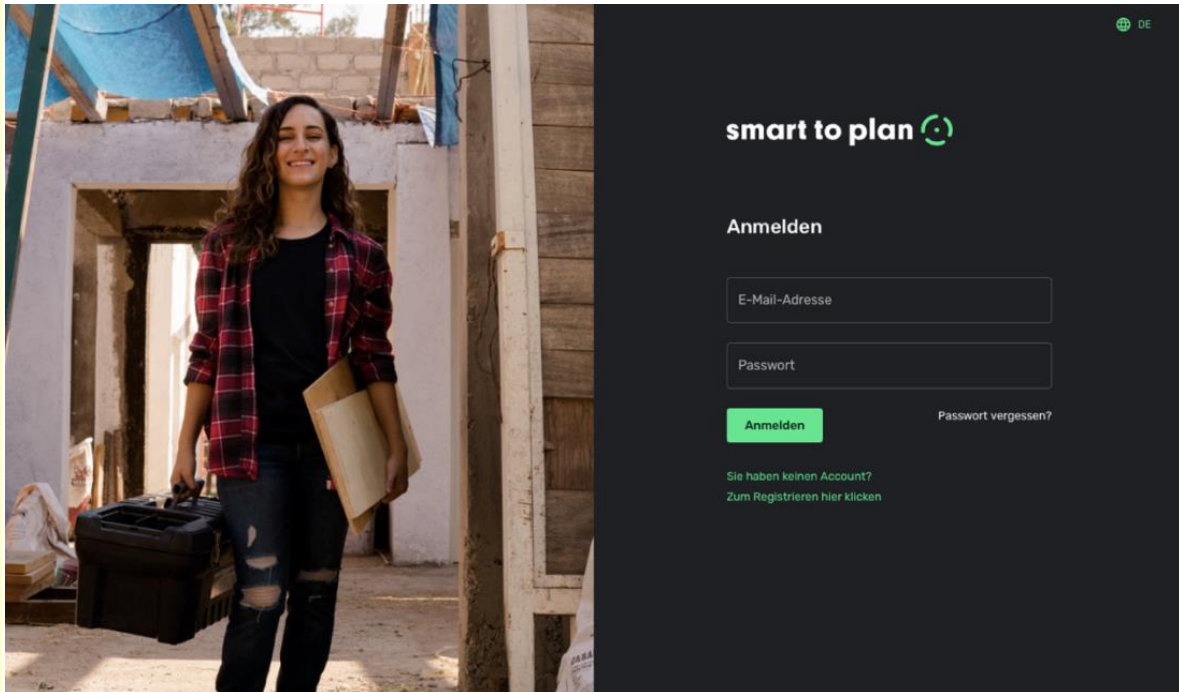 DE
smart to plan
Anmelden
E-Mail-Adresse
Passwort
Anmelden
Passwort vergessen?
Sie haben keinen Account?
Zum Registrieren hier klicken